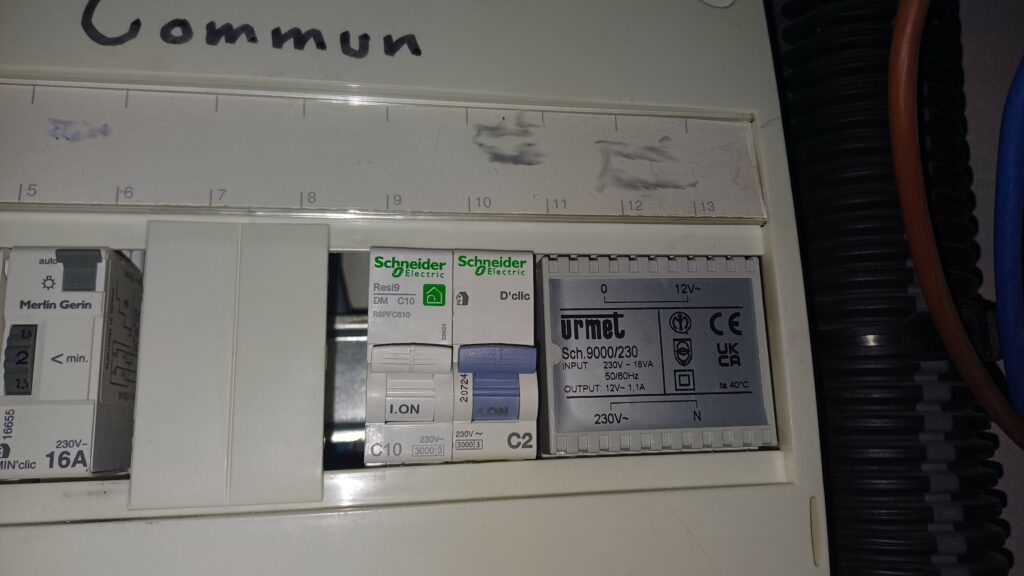 Commun
5 6 7 8 9 10 11 12 13
auto
Merlin Gerin
2
< min.
16655
230V~
MIN'clic 16A
Schneider
Electric
Resi9
DM C10
R9PFC610
I.ON
C10
230V~
3000 3
Schneider
Electric
D'clic
20724
I.ON
230V~
3000 3
C2
0 12V~
urmet
Sch.9000/230
INPUT: 230V ~ 18VA
50/60Hz
OUTPUT: 12V~ 1,1A
CE
UK
CA
ta 40°C
230V~ N